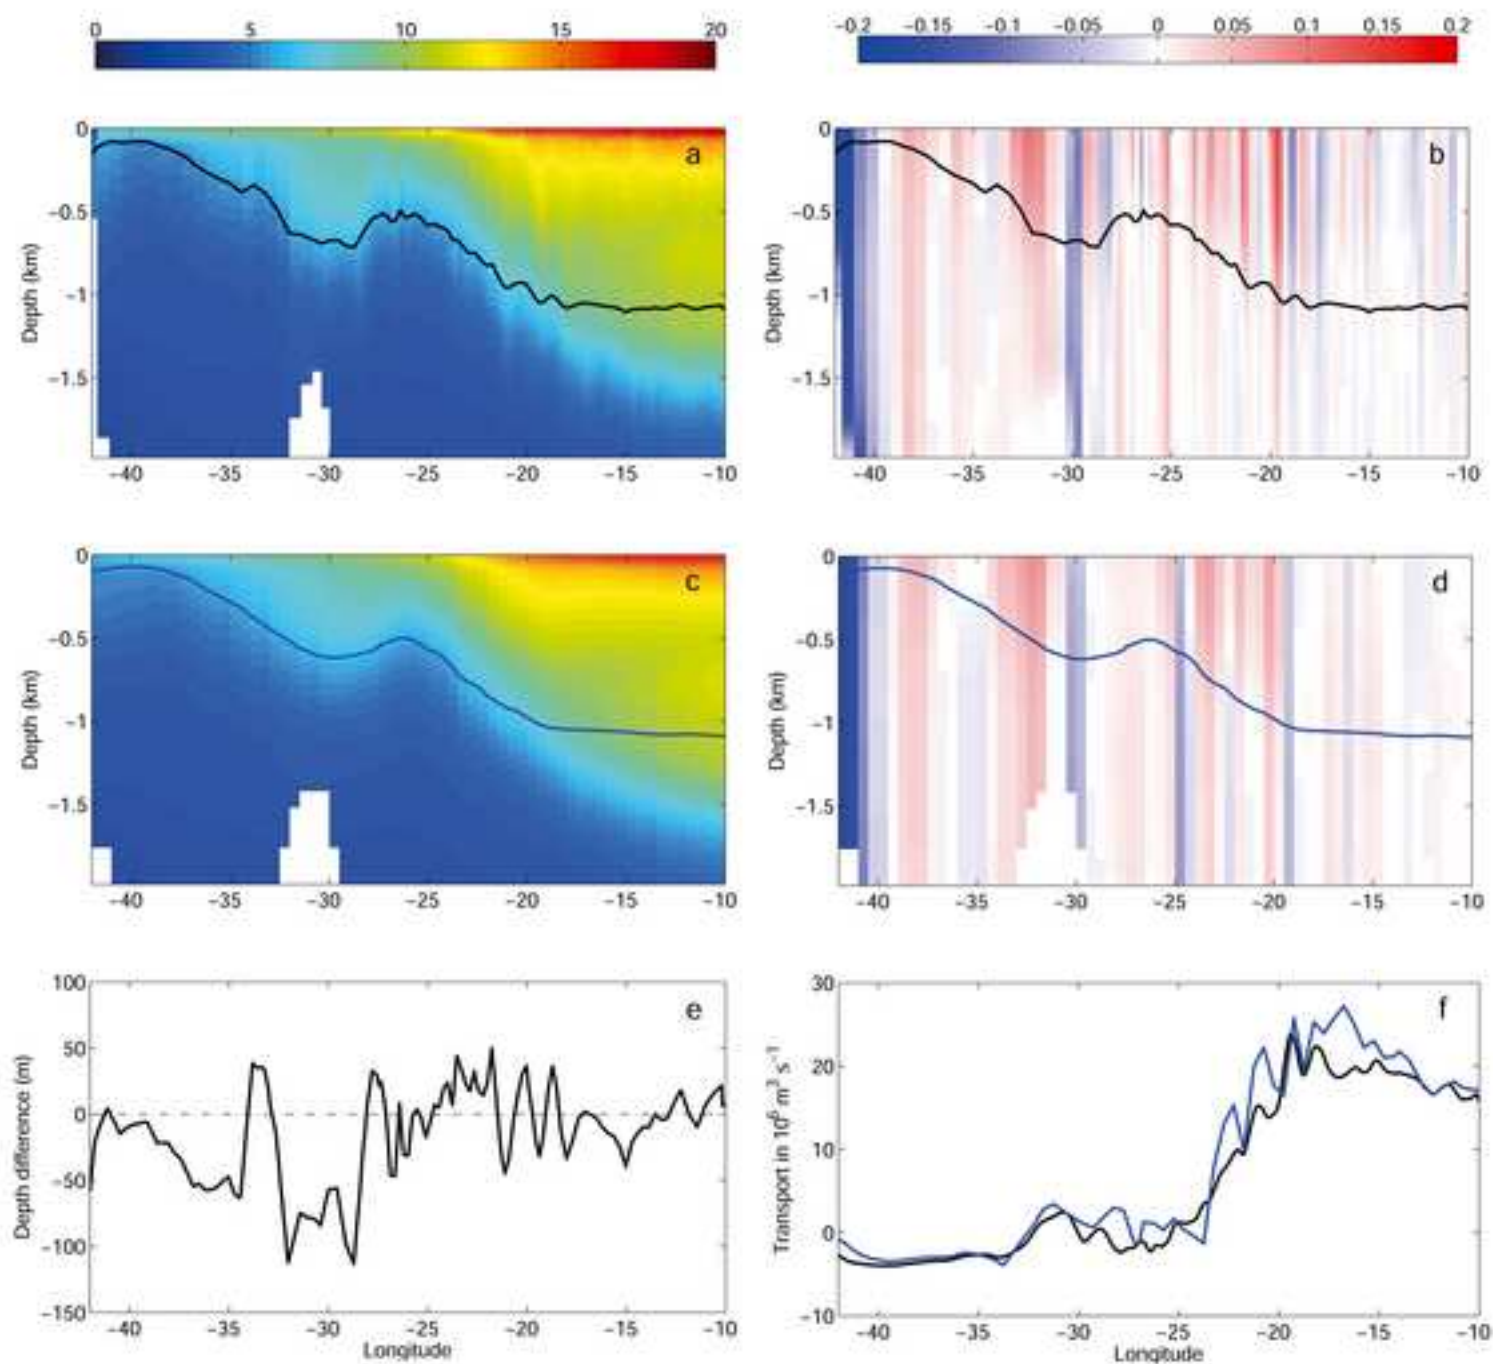 0 5 10 15 20
−0.2 −0.15 −0.1 −0.05 0 0.05 0.1 0.15 0.2
a
Depth (km)
0
−0.5
−1
−1.5
−40 −35 −30 −25 −20 −15 −10
b
Depth (km)
0
−0.5
−1
−1.5
−40 −35 −30 −25 −20 −15 −10
c
Depth (km)
0
−0.5
−1
−1.5
−40 −35 −30 −25 −20 −15 −10
d
Depth (km)
0
−0.5
−1
−1.5
−40 −35 −30 −25 −20 −15 −10
e
Depth difference (m)
100
50
0
−50
−100
−150
−40 −35 −30 −25 −20 −15 −10
Longitude
f
Transport in 10⁶ m³ s⁻¹
30
20
10
0
−10
−40 −35 −30 −25 −20 −15 −10
Longitude